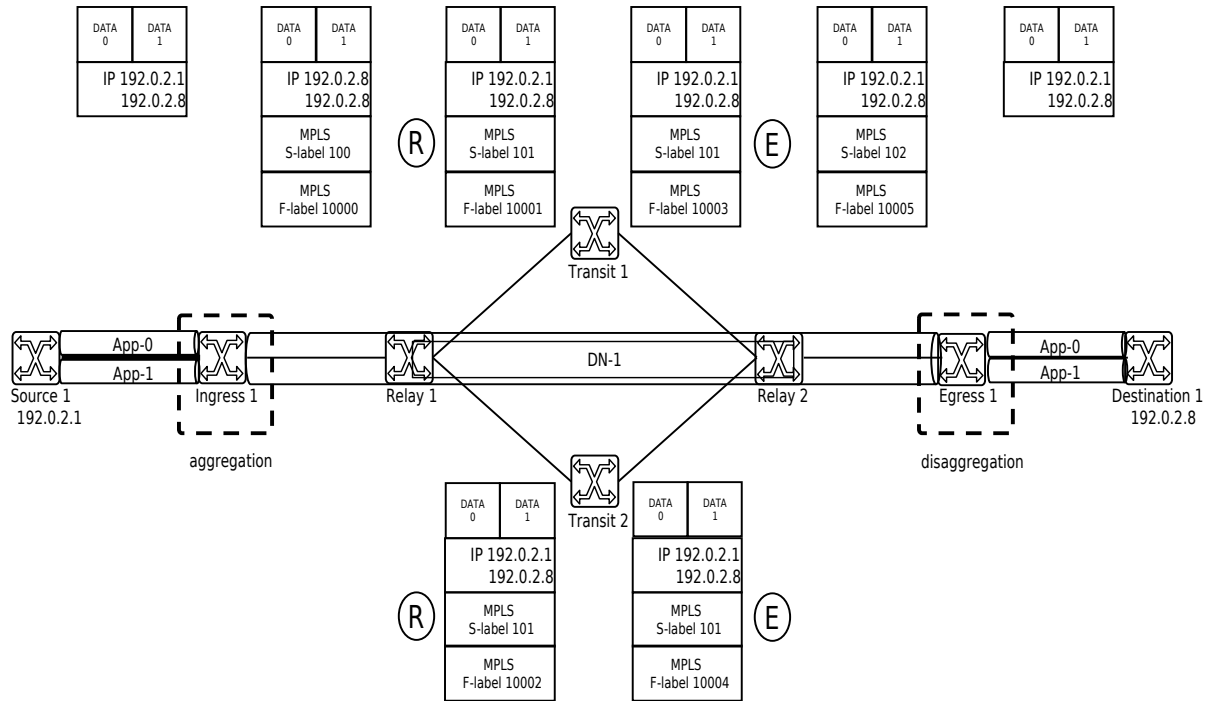 DATA
0
DATA
1
IP 192.0.2.1
192.0.2.8
DATA
0
DATA
1
IP 192.0.2.8
192.0.2.8
MPLS
S-label 100
MPLS
F-label 10000
R
DATA
0
DATA
1
IP 192.0.2.1
192.0.2.8
MPLS
S-label 101
MPLS
F-label 10001
DATA
0
DATA
1
IP 192.0.2.1
192.0.2.8
MPLS
S-label 101
MPLS
F-label 10003
E
DATA
0
DATA
1
IP 192.0.2.1
192.0.2.8
MPLS
S-label 102
MPLS
F-label 10005
DATA
0
DATA
1
IP 192.0.2.1
192.0.2.8
Transit 1
App-0
App-1
DN-1
App-0
App-1
Source 1
192.0.2.1
Ingress 1
Relay 1
Relay 2
Egress 1
Destination 1
192.0.2.8
aggregation
disaggregation
Transit 2
R
DATA
0
DATA
1
IP 192.0.2.1
192.0.2.8
MPLS
S-label 101
MPLS
F-label 10002
DATA
0
DATA
1
IP 192.0.2.1
192.0.2.8
MPLS
S-label 101
MPLS
F-label 10004
E